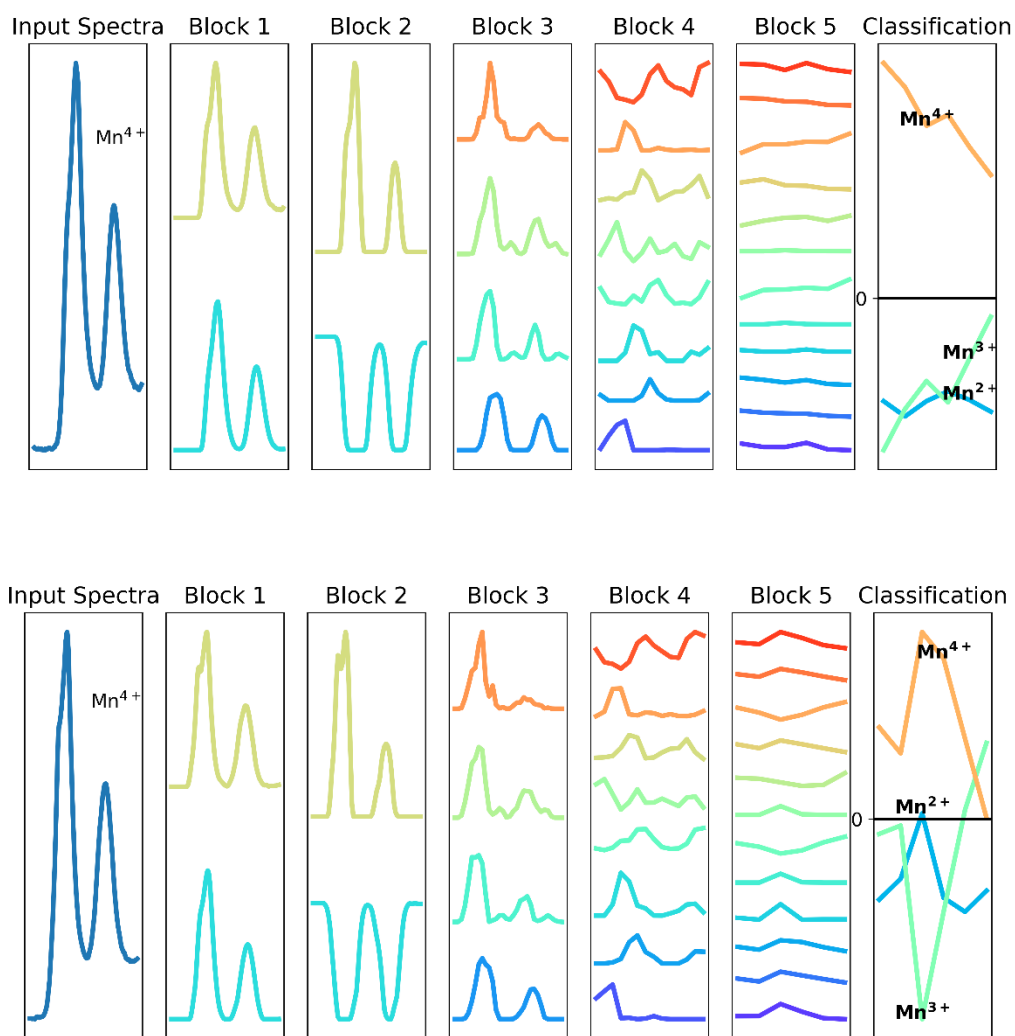 Input Spectra Block 1 Block 2 Block 3 Block 4 Block 5 Classification
Mn⁴⁺
Mn⁴⁺
0
Mn³⁺
Mn²⁺
Input Spectra Block 1 Block 2 Block 3 Block 4 Block 5 Classification
Mn⁴⁺
Mn⁴⁺
Mn²⁺
0
Mn³⁺